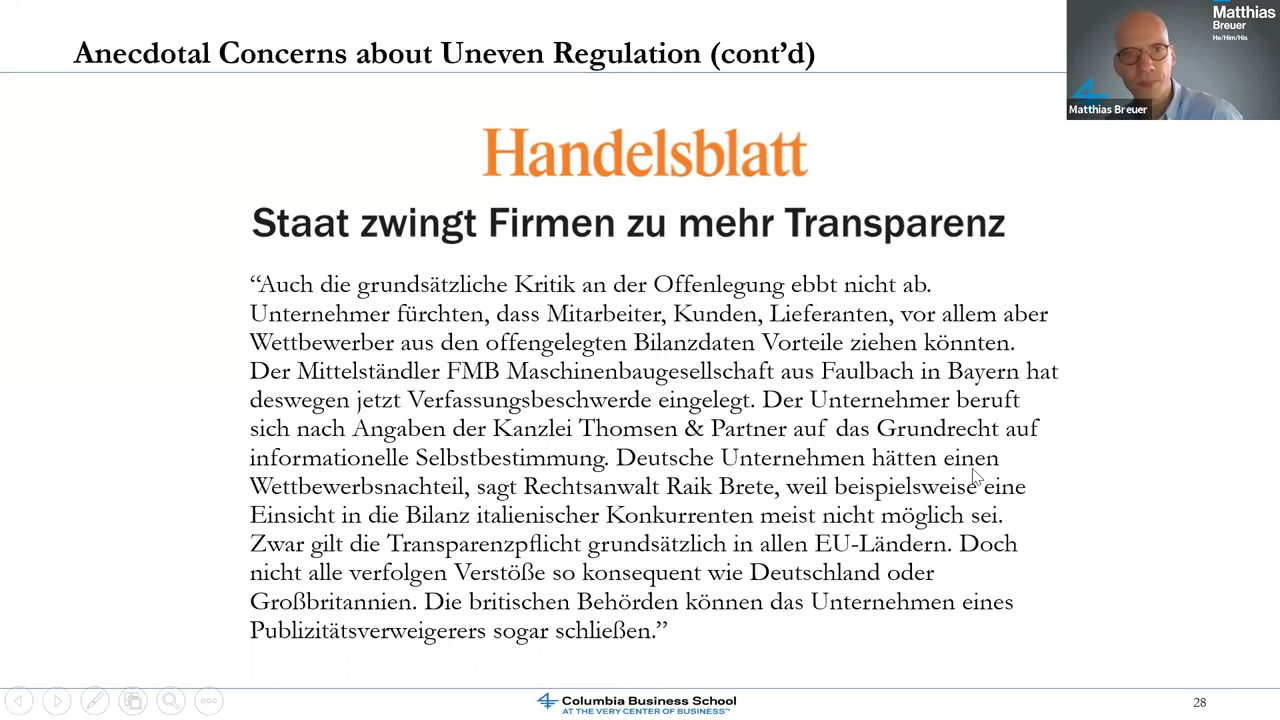 Anecdotal Concerns about Uneven Regulation (cont’d)
Matthias
Breuer
He/Him/His
Matthias Breuer
Handelsblatt
Staat zwingt Firmen zu mehr Transparenz
“Auch die grundsätzliche Kritik an der Offenlegung ebbt nicht ab.
Unternehmer fürchten, dass Mitarbeiter, Kunden, Lieferanten, vor allem aber
Wettbewerber aus den offengelegten Bilanzdaten Vorteile ziehen könnten.
Der Mittelständler FMB Maschinenbaugesellschaft aus Faulbach in Bayern hat
deswegen jetzt Verfassungsbeschwerde eingelegt. Der Unternehmer beruft
sich nach Angaben der Kanzlei Thomsen & Partner auf das Grundrecht auf
informationelle Selbstbestimmung. Deutsche Unternehmen hätten einen
Wettbewerbsnachteil, sagt Rechtsanwalt Raik Brete, weil beispielsweise eine
Einsicht in die Bilanz italienischer Konkurrenten meist nicht möglich sei.
Zwar gilt die Transparenzpflicht grundsätzlich in allen EU-Ländern. Doch
nicht alle verfolgen Verstöße so konsequent wie Deutschland oder
Großbritannien. Die britischen Behörden können das Unternehmen eines
Publizitätsverweigerers sogar schließen.”
Columbia Business School
AT THE VERY CENTER OF BUSINESS™
28